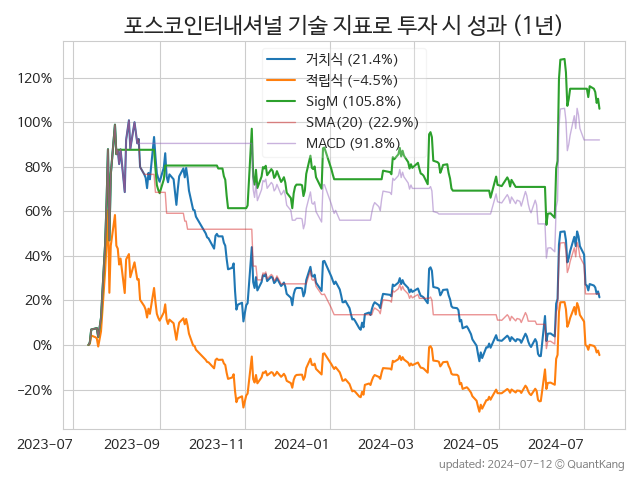 포스코인터내셔널 기술 지표로 투자 시 성과 (1년)
거치식 (21.4%)
적립식 (−4.5%)
SigM (105.8%)
SMA(20) (22.9%)
MACD (91.8%)
120%
100%
80%
60%
40%
20%
0%
−20%
2023-07 2023-09 2023-11 2024-01 2024-03 2024-05 2024-07
updated: 2024-07-12 © QuantKang